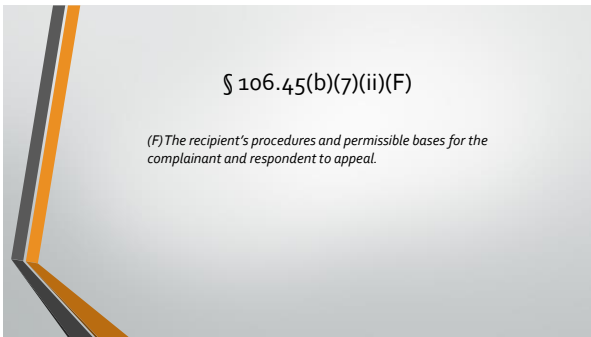 § 106.45(b)(7)(ii)(F)
(F) The recipient’s procedures and permissible bases for the
complainant and respondent to appeal.